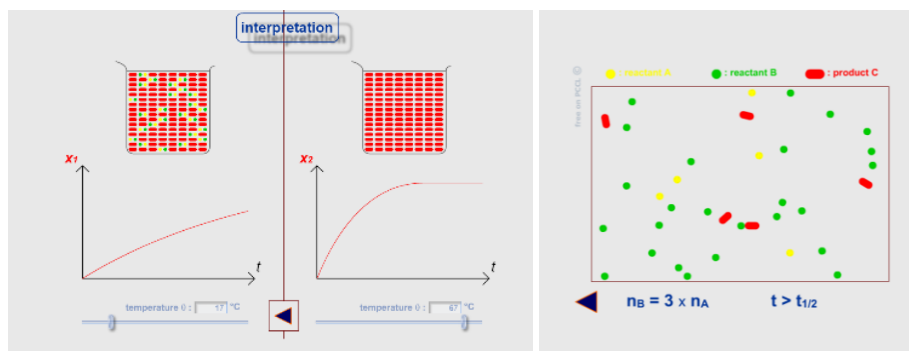 interpretation
interpretation
x1
t
temperature θ : 17 °C
x2
t
temperature θ : 67 °C
free on PCCL ©
: reactant A
: reactant B
: product C
nB = 3 x nA
t > t1/2